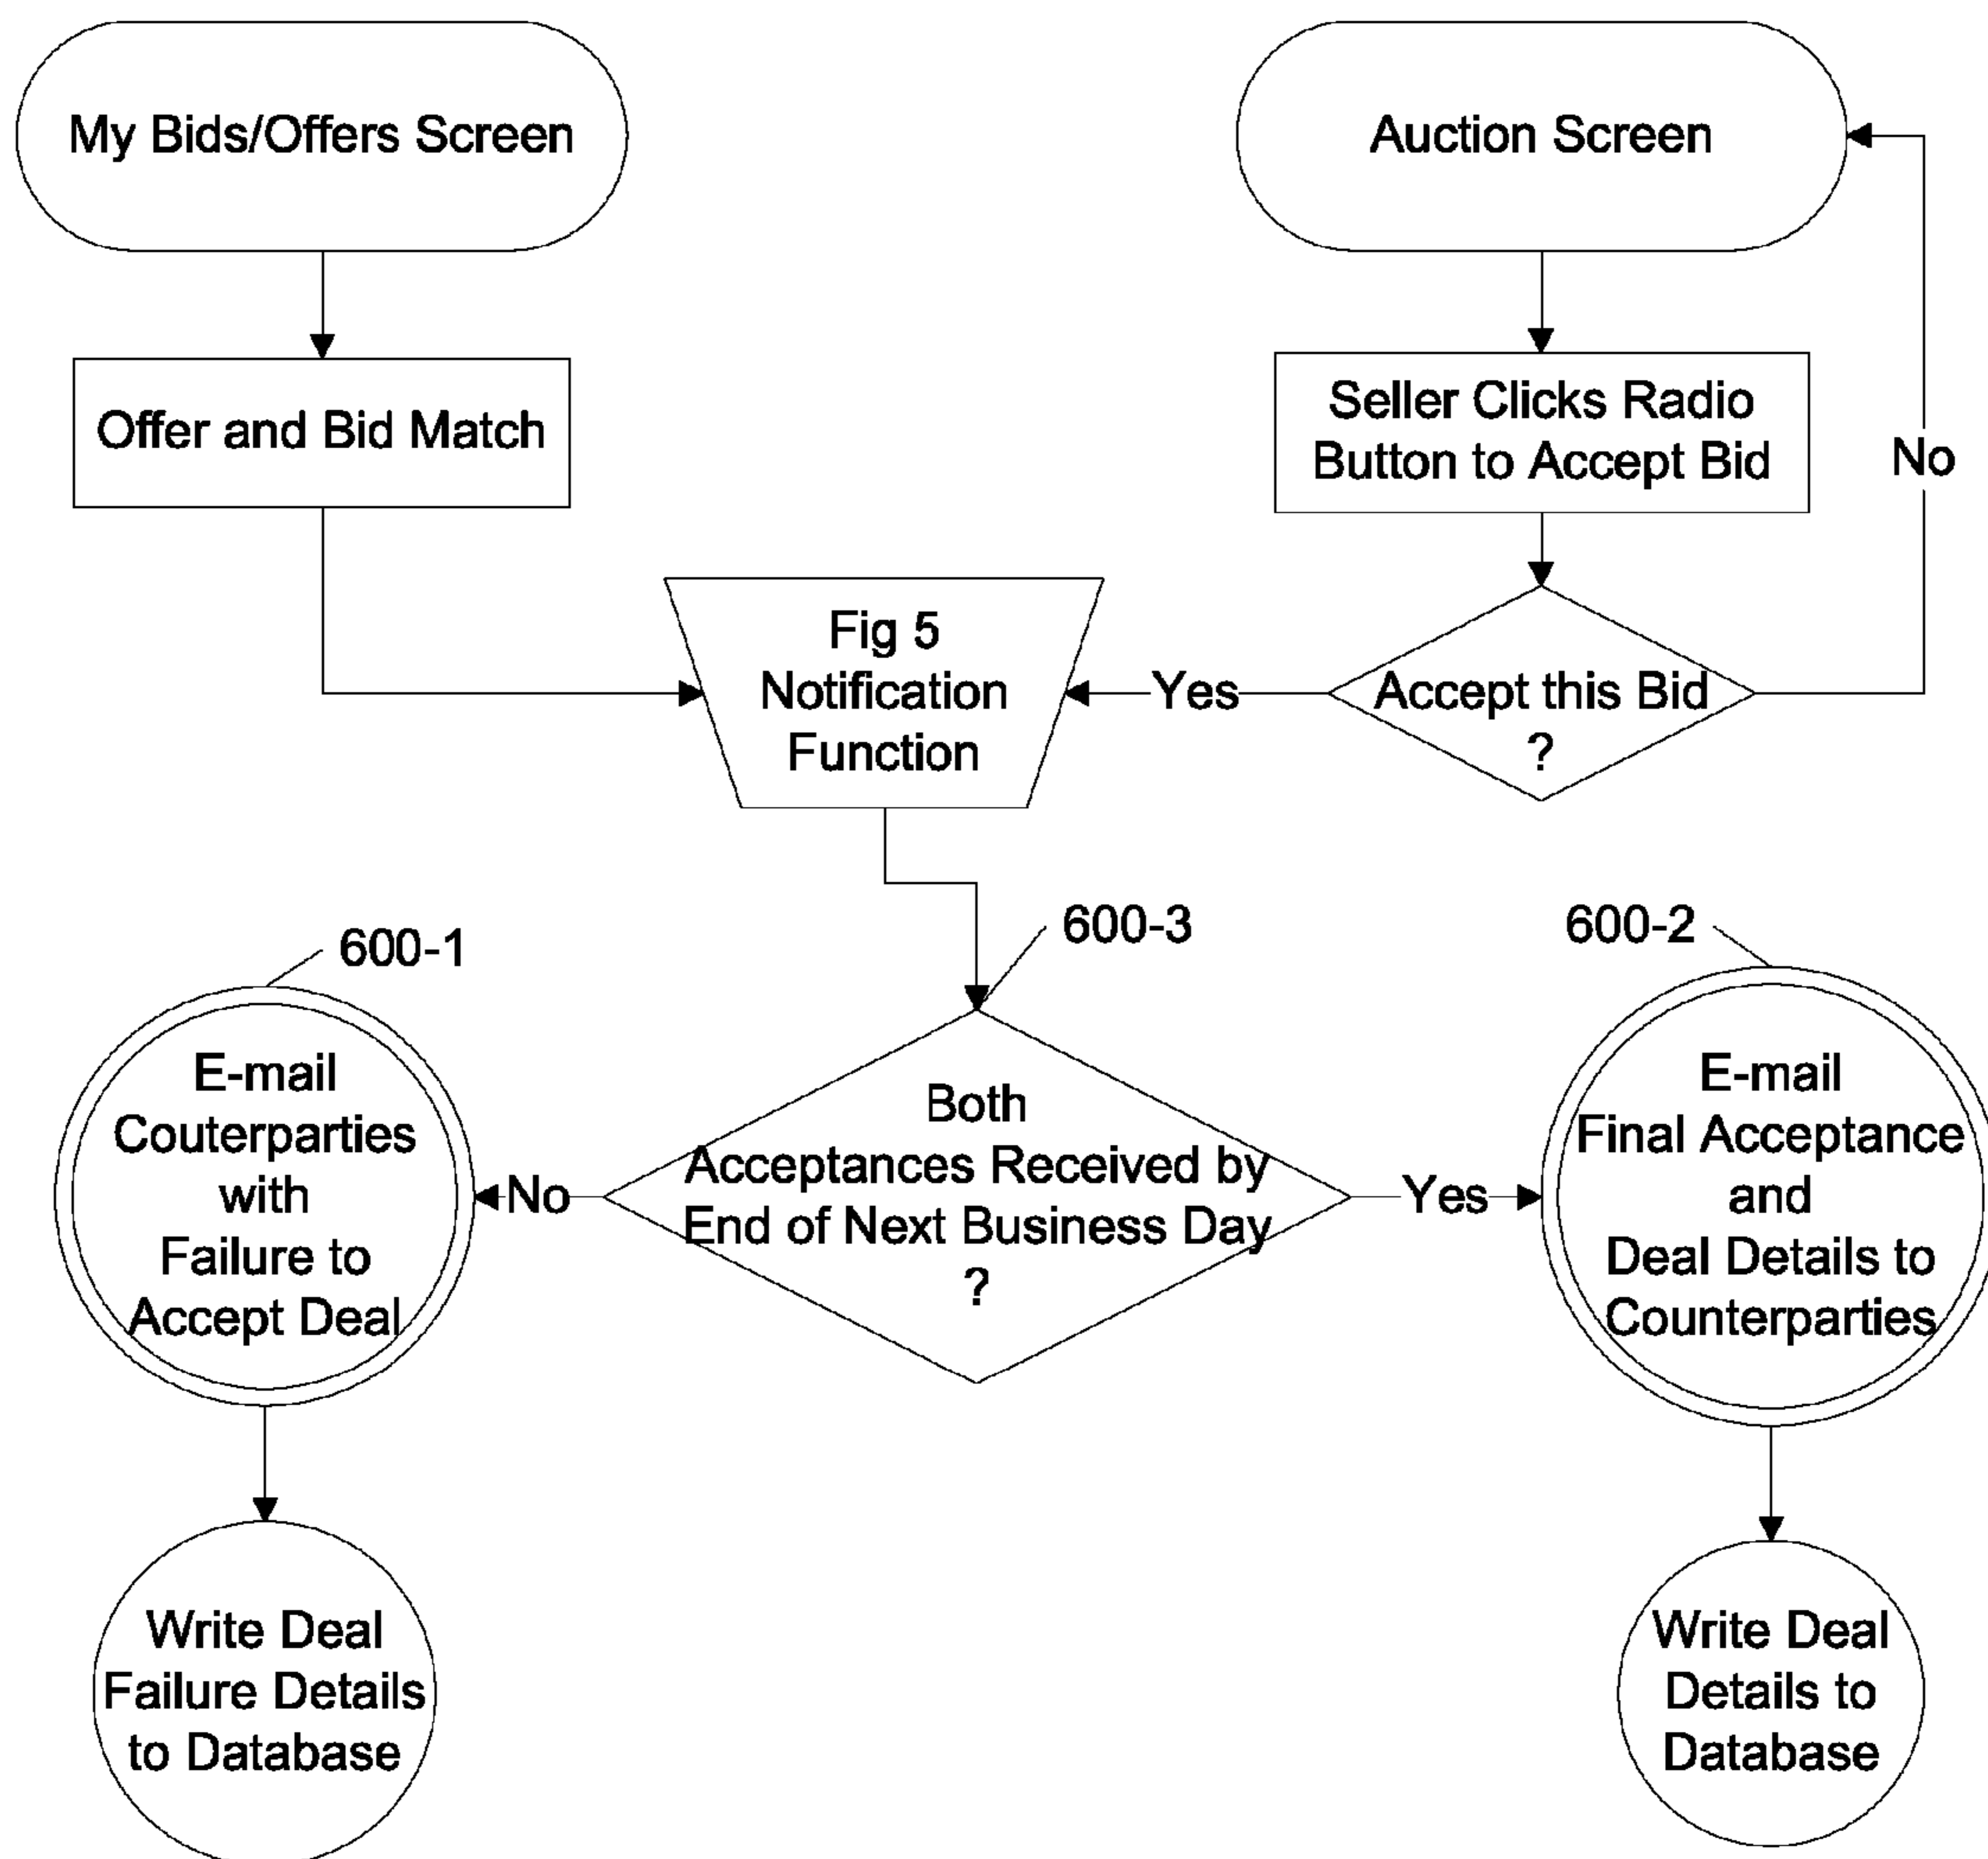 My Bids/Offers Screen
Auction Screen
Offer and Bid Match
Seller Clicks Radio
Button to Accept Bid
No
Fig 5
Notification
Function
Yes
Accept this Bid
?
600-1
600-3
600-2
E-mail
Couterparties
with
Failure to
Accept Deal
No
Both
Acceptances Received by
End of Next Business Day
?
Yes
E-mail
Final Acceptance
and
Deal Details to
Counterparties
Write Deal
Failure Details
to Database
Write Deal
Details to
Database